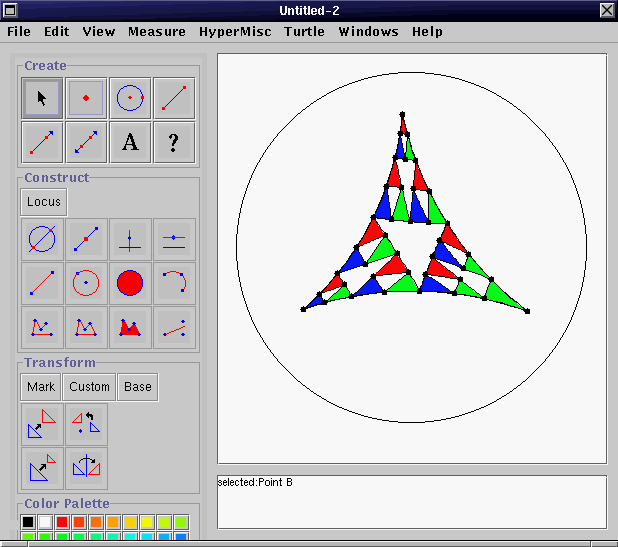 Untitled-2
File Edit View Measure HyperMisc Turtle Windows Help
Create
A ?
Construct
Locus
Transform
Mark Custom Base
Color Palette
selected:Point B